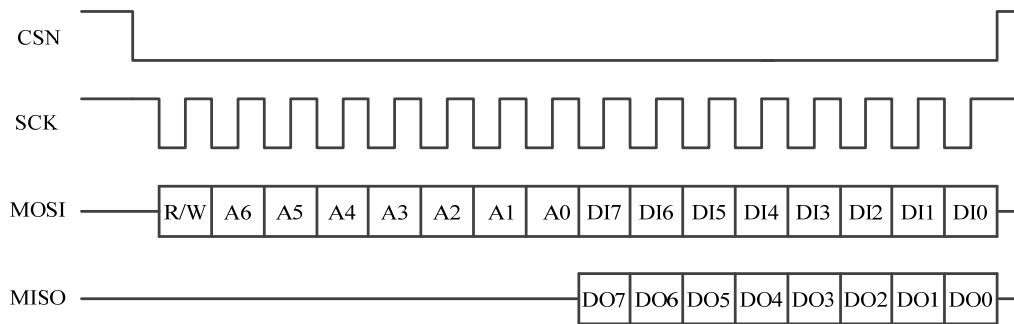 CSN
SCK
MOSI R/W A6 A5 A4 A3 A2 A1 A0 DI7 DI6 DI5 DI4 DI3 DI2 DI1 DI0
MISO DO7 DO6 DO5 DO4 DO3 DO2 DO1 DO0